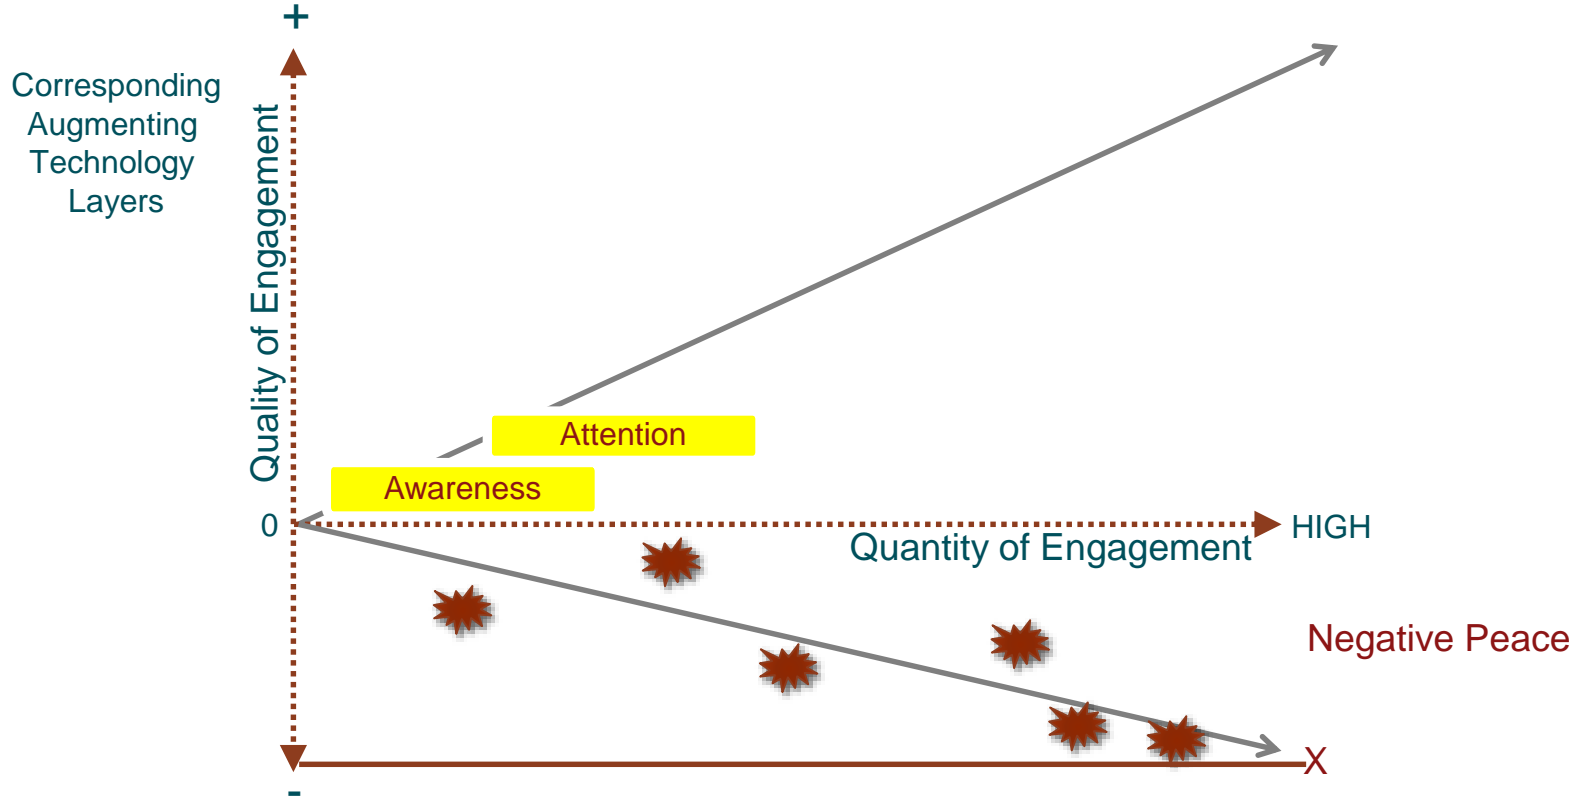 +
Corresponding
Augmenting
Technology
Layers
Quality of Engagement
Attention
Awareness
0
HIGH
Quantity of Engagement
Negative Peace
X
-